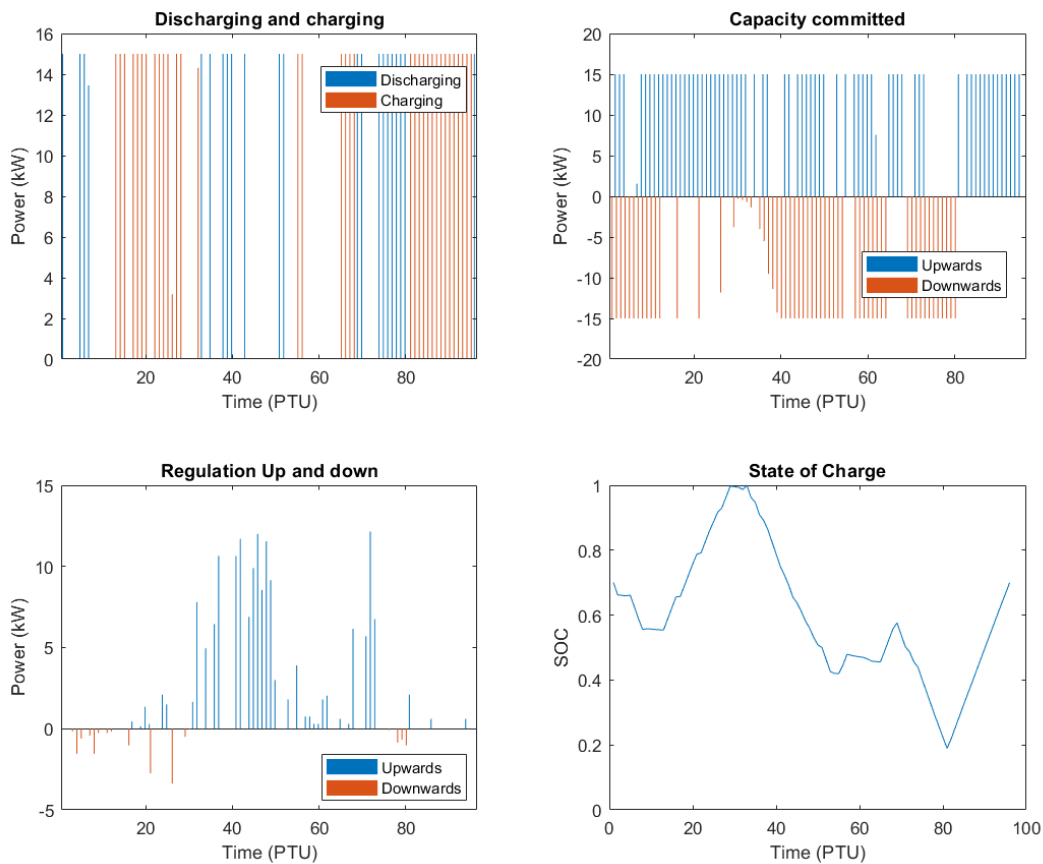 Discharging and charging
16
14
12
10
8
6
4
2
0
Power (kW)
Discharging
Charging
20
40
60
80
Time (PTU)
Capacity committed
20
15
10
5
0
-5
-10
-15
-20
Power (kW)
Upwards
Downwards
20
40
60
80
Time (PTU)
Regulation Up and down
15
10
5
0
-5
Power (kW)
Upwards
Downwards
20
40
60
80
Time (PTU)
State of Charge
1
0.8
0.6
0.4
0.2
0
SOC
0
20
40
60
80
100
Time (PTU)